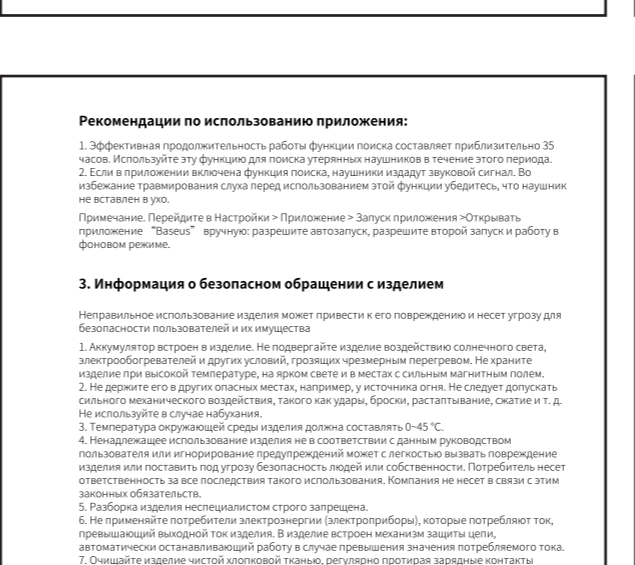 Рекомендации по использованию приложения:
1. Эффективная продолжительность работы функции поиска составляет приблизительно 35
часов. Используйте эту функцию для поиска утерянных наушников в течение этого периода.
2. Если в приложении включена функция поиска, наушники издадут звуковой сигнал. Во
избежание травмирования слуха перед использованием этой функции убедитесь, что наушник
не вставлен в ухо.
Примечание. Перейдите в Настройки > Приложение > Запуск приложения >Открывать
приложение “Baseus” вручную: разрешите автозапуск, разрешите второй запуск и работу в
фоновом режиме.
3. Информация о безопасном обращении с изделием
Неправильное использование изделия может привести к его повреждению и несет угрозу для
безопасности пользователей и их имущества
1. Аккумулятор встроен в изделие. Не подвергайте изделие воздействию солнечного света,
электрообогревателей и других условий, грозящих чрезмерным перегревом. Не храните
изделие при высокой температуре, на ярком свете и в местах с сильным магнитным полем.
2. Не держите его в других опасных местах, например, у источника огня. Не следует допускать
сильного механического воздействия, такого как удары, броски, растаптывание, сжатие и т. д.
Не используйте в случае набухания.
3. Температура окружающей среды изделия должна составлять 0~45 °C.
4. Ненадлежащее использование изделия не в соответствии с данным руководством
пользователя или игнорирование предупреждений может с легкостью вызвать повреждение
изделия или поставить под угрозу безопасность людей или собственности. Потребитель несет
ответственность за все последствия такого использования. Компания не несет в связи с этим
законных обязательств.
5. Разборка изделия неспециалистом строго запрещена.
6. Не применяйте потребители электроэнергии (электроприборы), которые потребляют ток,
превышающий выходной ток изделия. В изделие встроен механизм защиты цепи,
автоматически останавливающий работу в случае превышения значения потребляемого тока.
7. Очищайте изделие чистой хлопковой тканью, регулярно протирая зарядные контакты